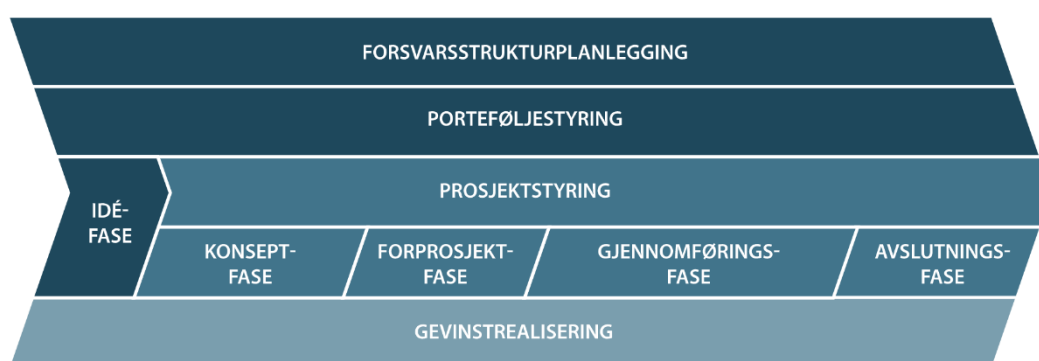 FORSVARSSTRUKTURPLANLEGGING
PORTEFØLJESTYRING
IDÉ-
FASE
PROSJEKTSTYRING
KONSEPT-
FASE
FORPROSJEKT-
FASE
GJENNOMFØRINGS-
FASE
AVSLUTNINGS-
FASE
GEVINSTREALISERING